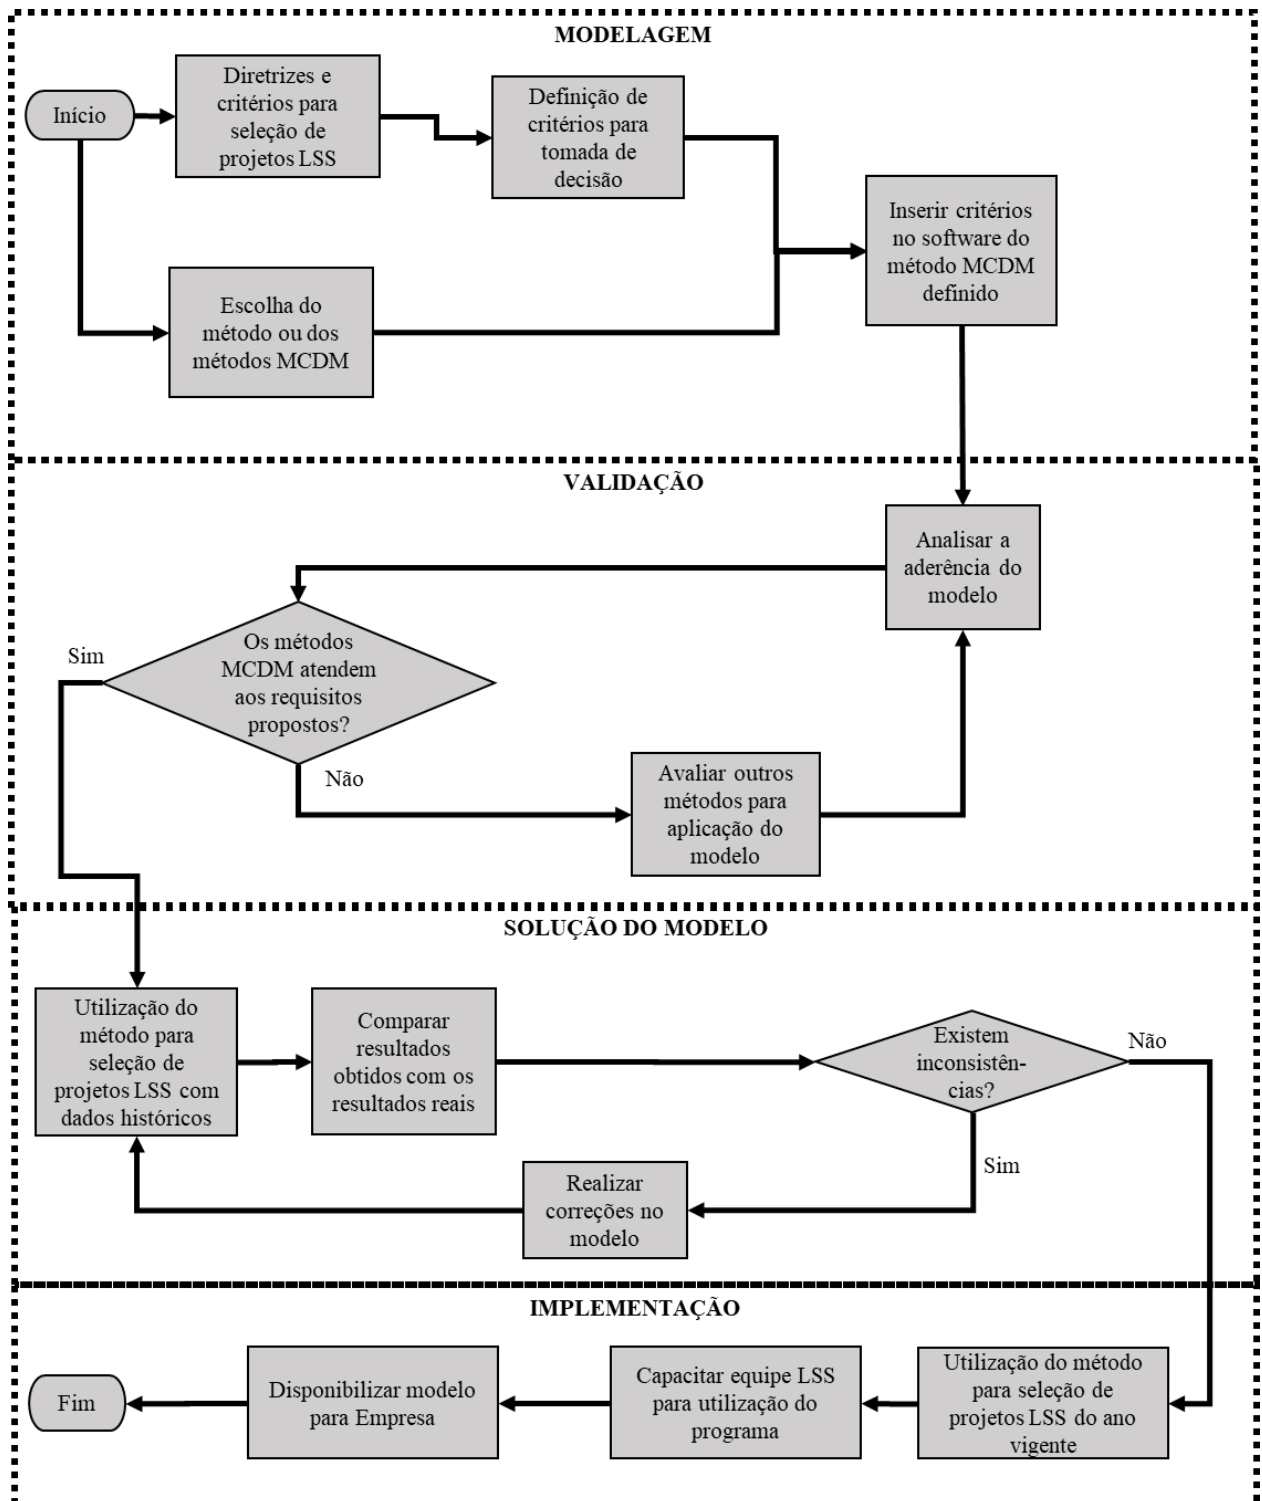 MODELAGEM
Início
Diretrizes e
critérios para
seleção de
projetos LSS
Definição de
critérios para
tomada de
decisão
Inserir critérios
no software do
método MCDM
definido
Escolha do
método ou dos
métodos MCDM
VALIDAÇÃO
Analisar a
aderência do
modelo
Os métodos
MCDM atendem
aos requisitos
propostos?
Sim
Não
Avaliar outros
métodos para
aplicação do
modelo
SOLUÇÃO DO MODELO
Utilização do
método para
seleção de
projetos LSS com
dados históricos
Comparar
resultados
obtidos com os
resultados reais
Existem
inconsistên-
cias?
Não
Sim
Realizar
correções no
modelo
IMPLEMENTAÇÃO
Utilização do método
para seleção de
projetos LSS do ano
vigente
Capacitar equipe LSS
para utilização do
programa
Disponibilizar modelo
para Empresa
Fim